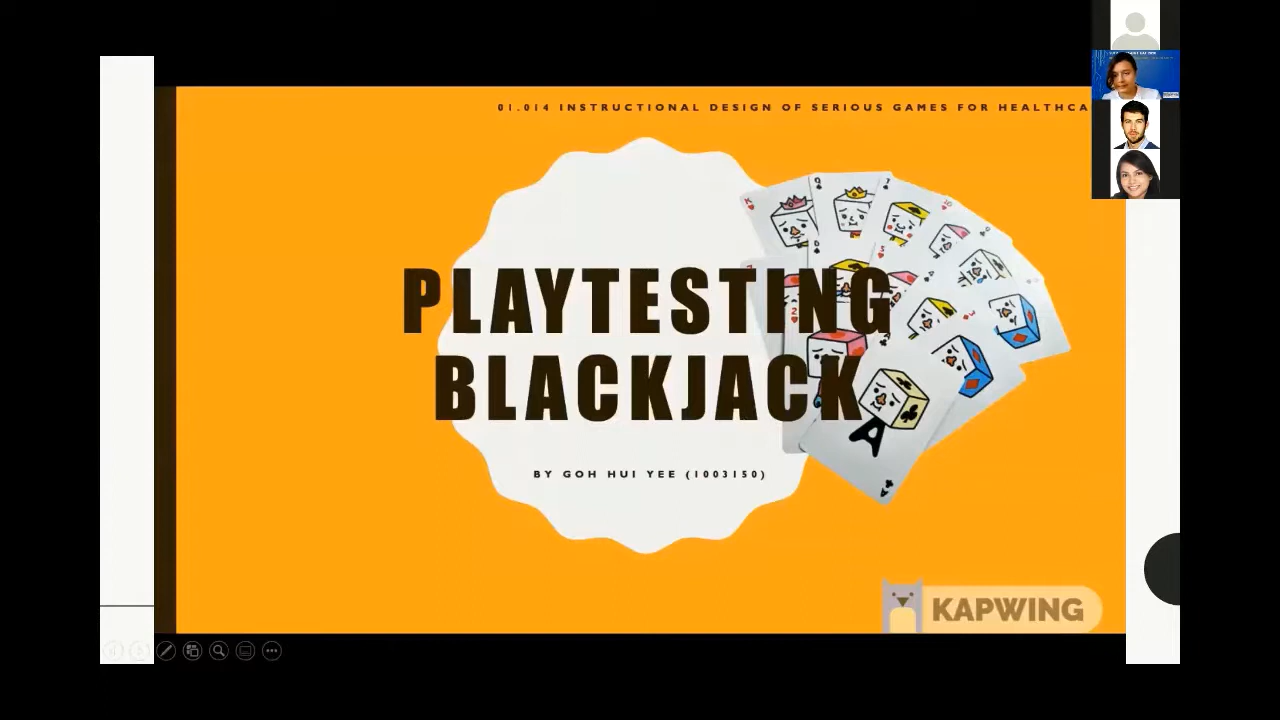 01.014 INSTRUCTIONAL DESIGN OF SERIOUS GAMES FOR HEALTHCA
PLAYTESTING
BLACKJACK
BY GOH HUI YEE (1003150)
A
KAPWING